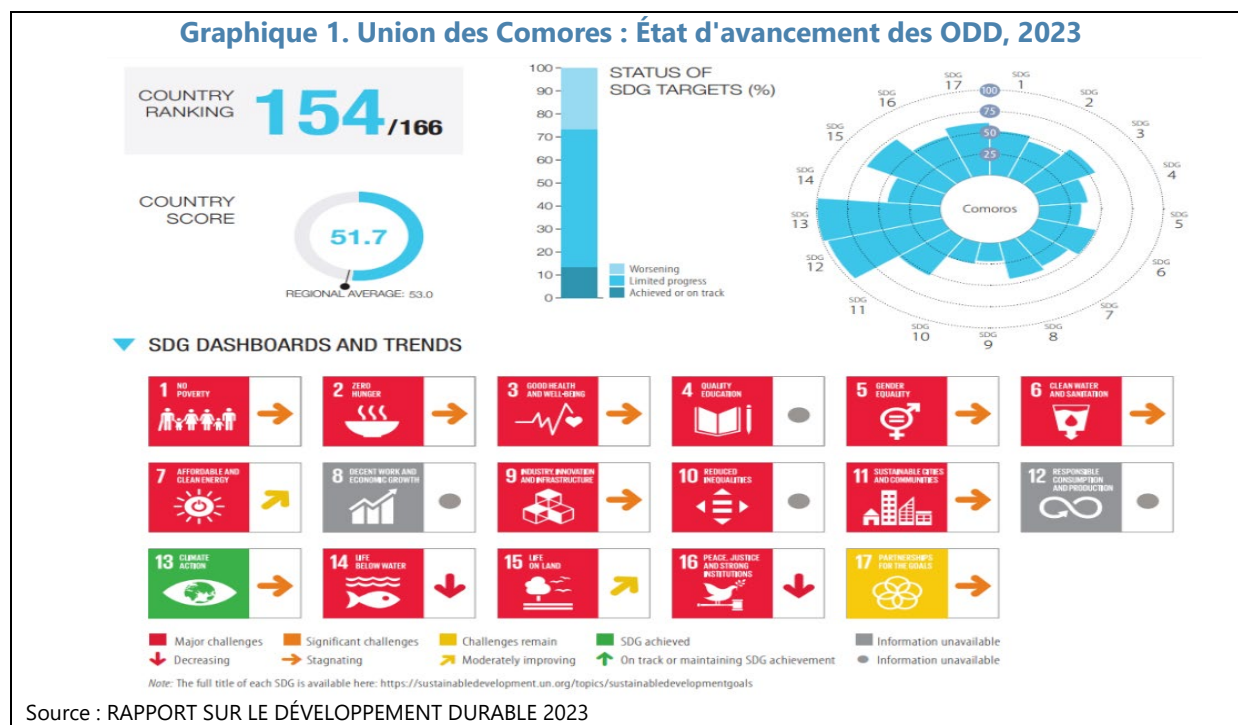 Graphique 1. Union des Comores : État d'avancement des ODD, 2023
COUNTRY
RANKING
154/166
COUNTRY
SCORE
51.7
REGIONAL AVERAGE: 53.0
STATUS OF
SDG TARGETS (%)
100
90
80
70
60
50
40
30
20
10
0
Worsening
Limited progress
Achieved or on track
SDG
1
SDG
2
SDG
3
SDG
4
SDG
5
SDG
6
SDG
7
SDG
8
SDG
9
SDG
10
SDG
11
SDG
12
SDG
13
SDG
14
SDG
15
SDG
16
SDG
17
100
75
50
25
Comoros
SDG DASHBOARDS AND TRENDS
1 NO
POVERTY
2 ZERO
HUNGER
3 GOOD HEALTH
AND WELL-BEING
4 QUALITY
EDUCATION
5 GENDER
EQUALITY
6 CLEAN WATER
AND SANITATION
7 AFFORDABLE AND
CLEAN ENERGY
8 DECENT WORK AND
ECONOMIC GROWTH
9 INDUSTRY, INNOVATION
AND INFRASTRUCTURE
10 REDUCED
INEQUALITIES
11 SUSTAINABLE CITIES
AND COMMUNITIES
12 RESPONSIBLE
CONSUMPTION
AND PRODUCTION
13 CLIMATE
ACTION
14 LIFE
BELOW WATER
15 LIFE
ON LAND
16 PEACE, JUSTICE
AND STRONG
INSTITUTIONS
17 PARTNERSHIPS
FOR THE GOALS
Major challenges
Significant challenges
Challenges remain
SDG achieved
Information unavailable
Decreasing
Stagnating
Moderately improving
On track or maintaining SDG achievement
Information unavailable
Note: The full title of each SDG is available here: https://sustainabledevelopment.un.org/topics/sustainabledevelopmentgoals
Source : RAPPORT SUR LE DÉVELOPPEMENT DURABLE 2023